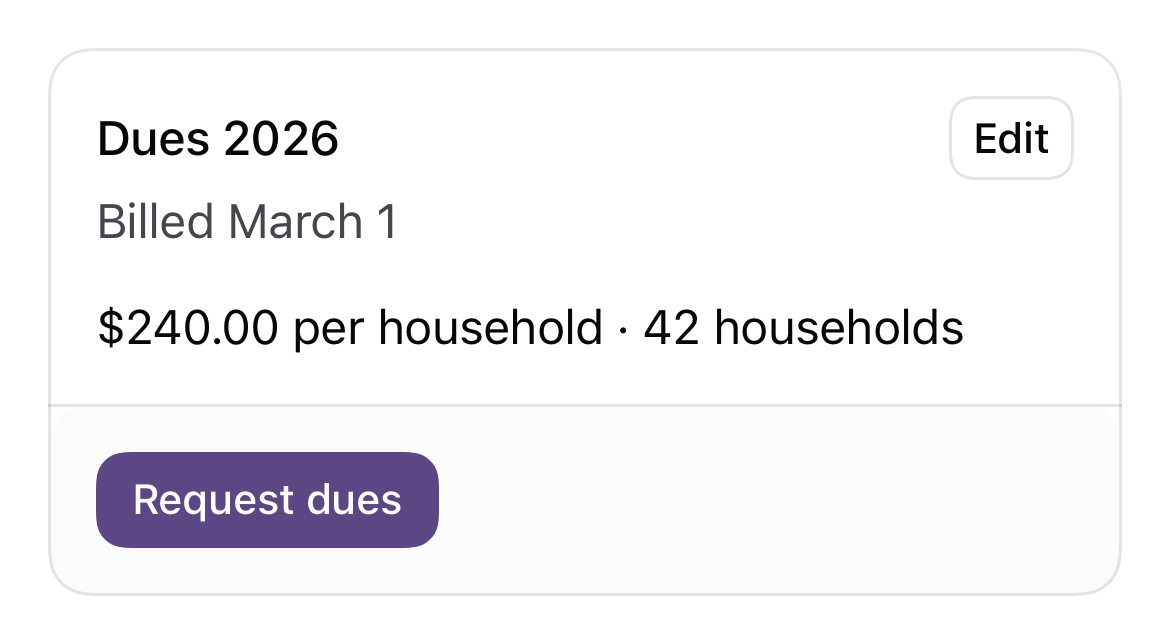 Dues 2026
Edit
Billed March 1
$240.00 per household · 42 households
Request dues